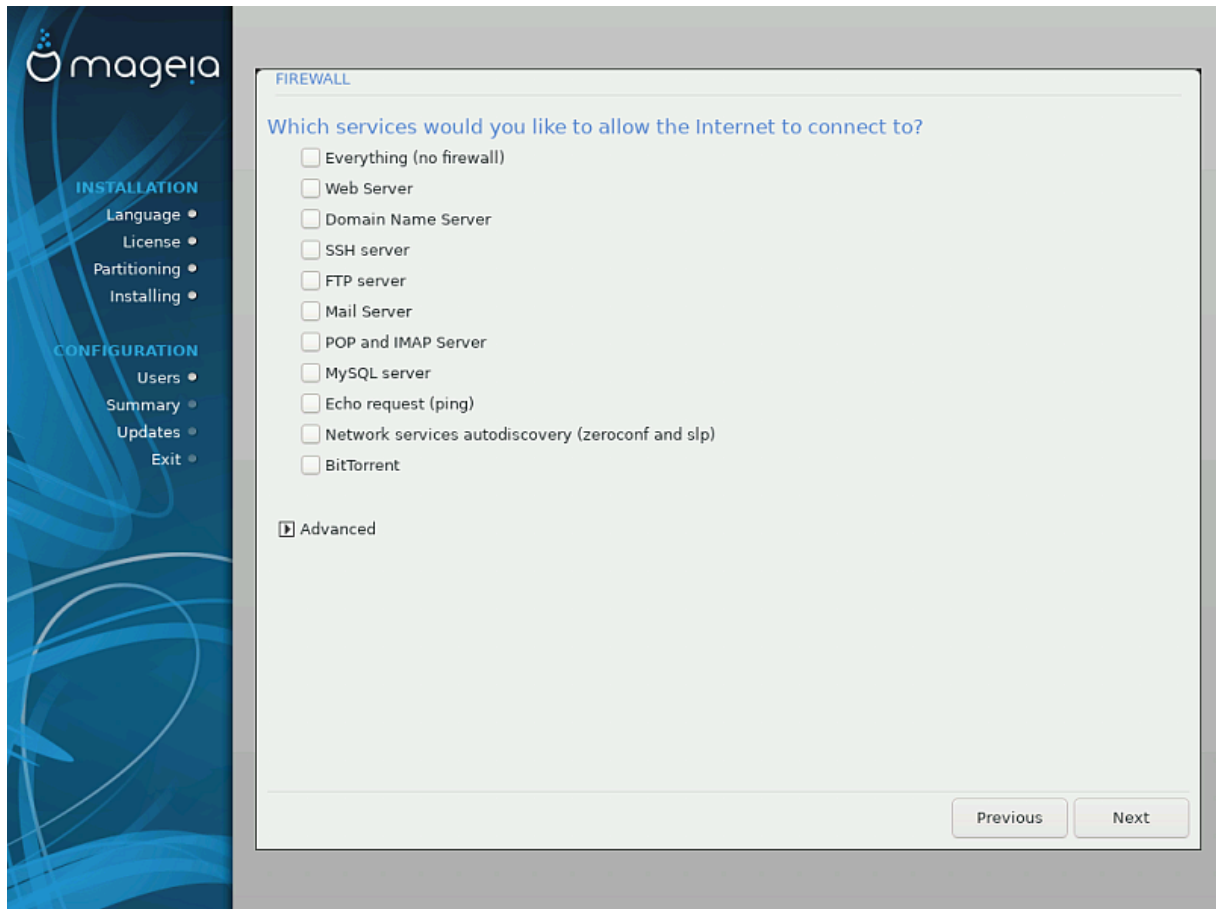 mageia
INSTALLATION
Language
License
Partitioning
Installing
CONFIGURATION
Users
Summary
Updates
Exit
FIREWALL
Which services would you like to allow the Internet to connect to?
Everything (no firewall)
Web Server
Domain Name Server
SSH server
FTP server
Mail Server
POP and IMAP Server
MySQL server
Echo request (ping)
Network services autodiscovery (zeroconf and slp)
BitTorrent
Advanced
Previous
Next